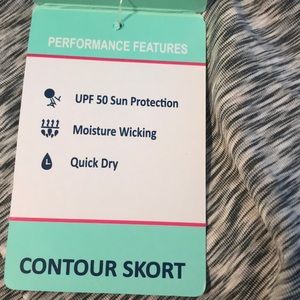 PERFORMANCE FEATURES
UPF 50 Sun Protection
Moisture Wicking
Quick Dry
CONTOUR SKORT